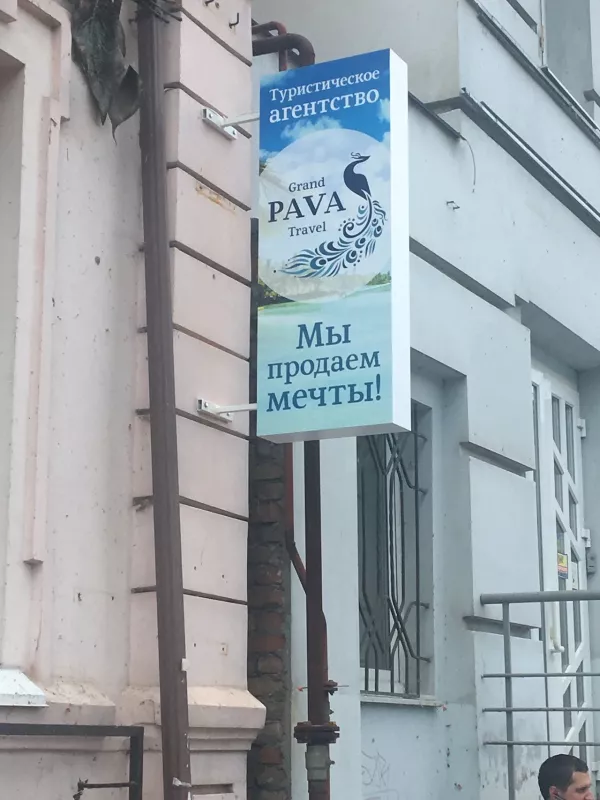 Туристическое
агентство
Grand
PAVA
Travel
Мы
продаем
мечты!